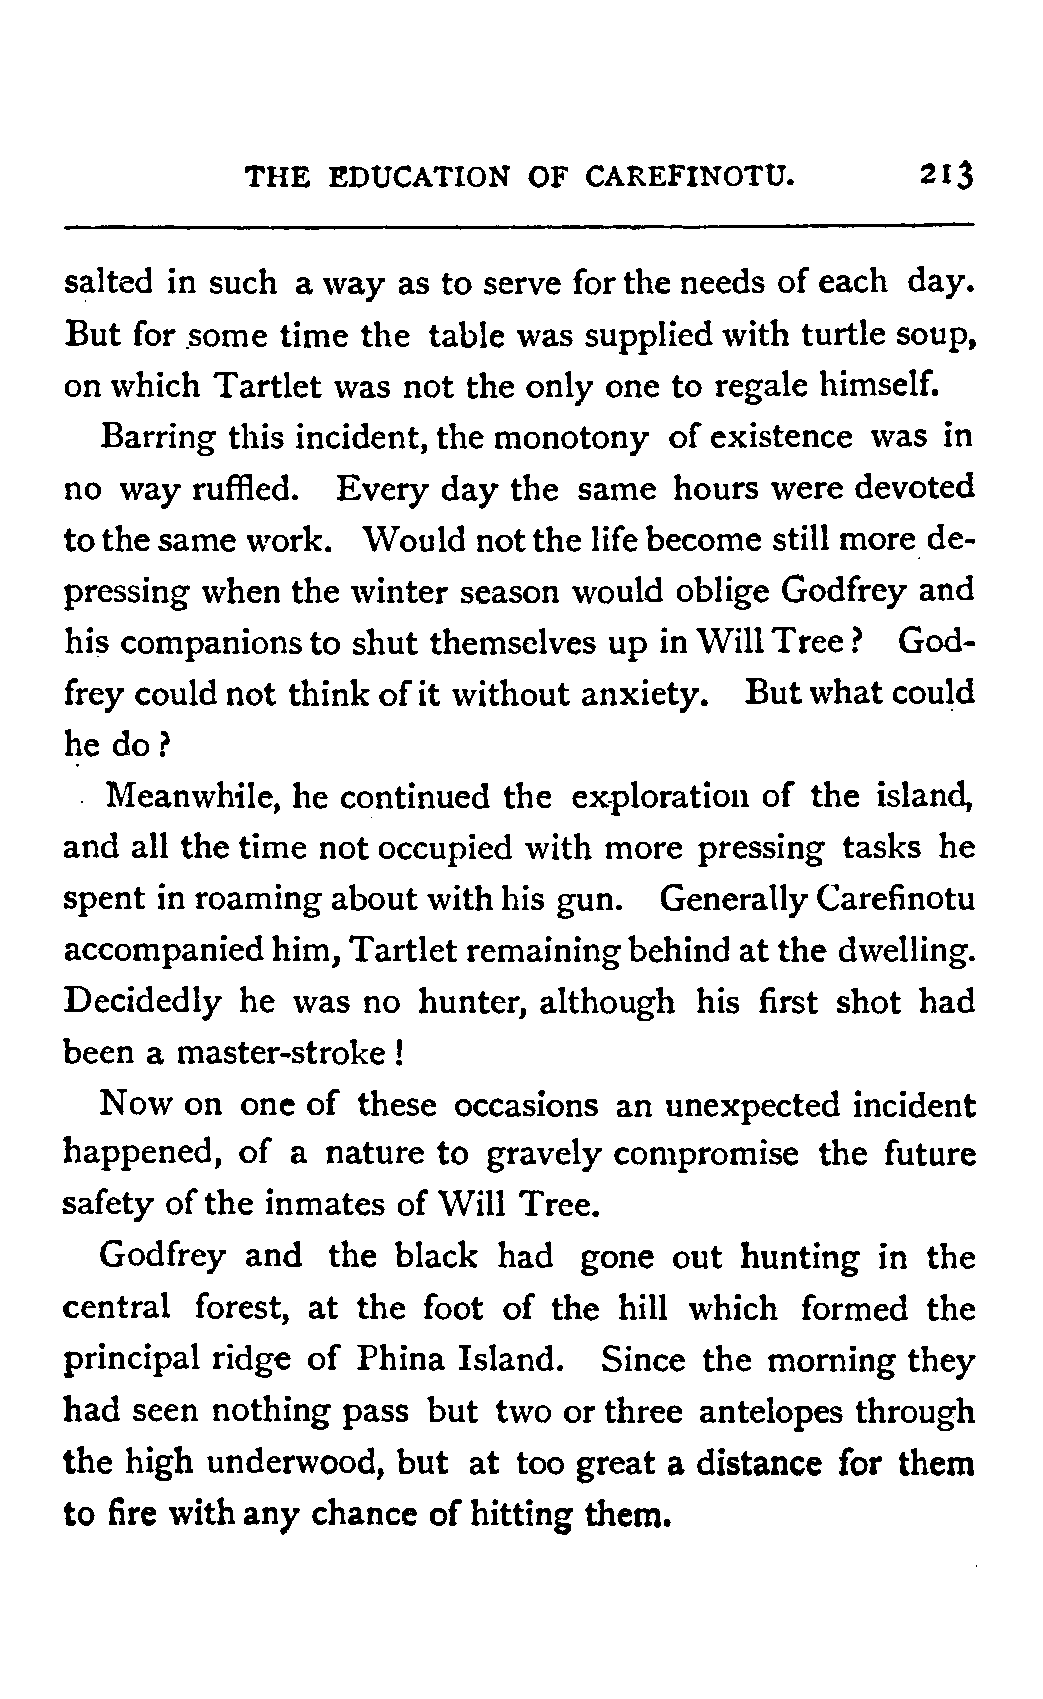 THE EDUCATION OF CAREFINOTU. 213
salted in such a way as to serve for the needs of each day.
But for some time the table was supplied with turtle soup,
on which Tartlet was not the only one to regale himself.
Barring this incident, the monotony of existence was in
no way ruffled. Every day the same hours were devoted
to the same work. Would not the life become still more de-
pressing when the winter season would oblige Godfrey and
his companions to shut themselves up in Will Tree? God-
frey could not think of it without anxiety. But what could
he do?
Meanwhile, he continued the exploration of the island,
and all the time not occupied with more pressing tasks he
spent in roaming about with his gun. Generally Carefinotu
accompanied him, Tartlet remaining behind at the dwelling.
Decidedly he was no hunter, although his first shot had
been a master-stroke!
Now on one of these occasions an unexpected incident
happened, of a nature to gravely compromise the future
safety of the inmates of Will Tree.
Godfrey and the black had gone out hunting in the
central forest, at the foot of the hill which formed the
principal ridge of Phina Island. Since the morning they
had seen nothing pass but two or three antelopes through
the high underwood, but at too great a distance for them
to fire with any chance of hitting them.